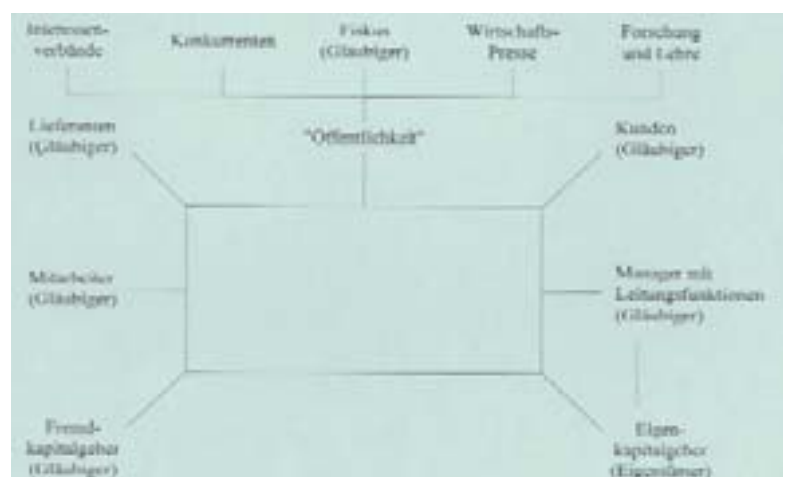 Interessen-
verbände
Konkurrenten
Fiskus
(Gläubiger)
Wirtschafts-
Presse
Forschung
und Lehre
Lieferanten
(Gläubiger)
"Öffentlichkeit"
Kunden
(Gläubiger)
Mitarbeiter
(Gläubiger)
Manager mit
Leitungsfunktionen
(Gläubiger)
Fremd-
kapitalgeber
(Gläubiger)
Eigen-
kapitalgeber
(Eigentümer)